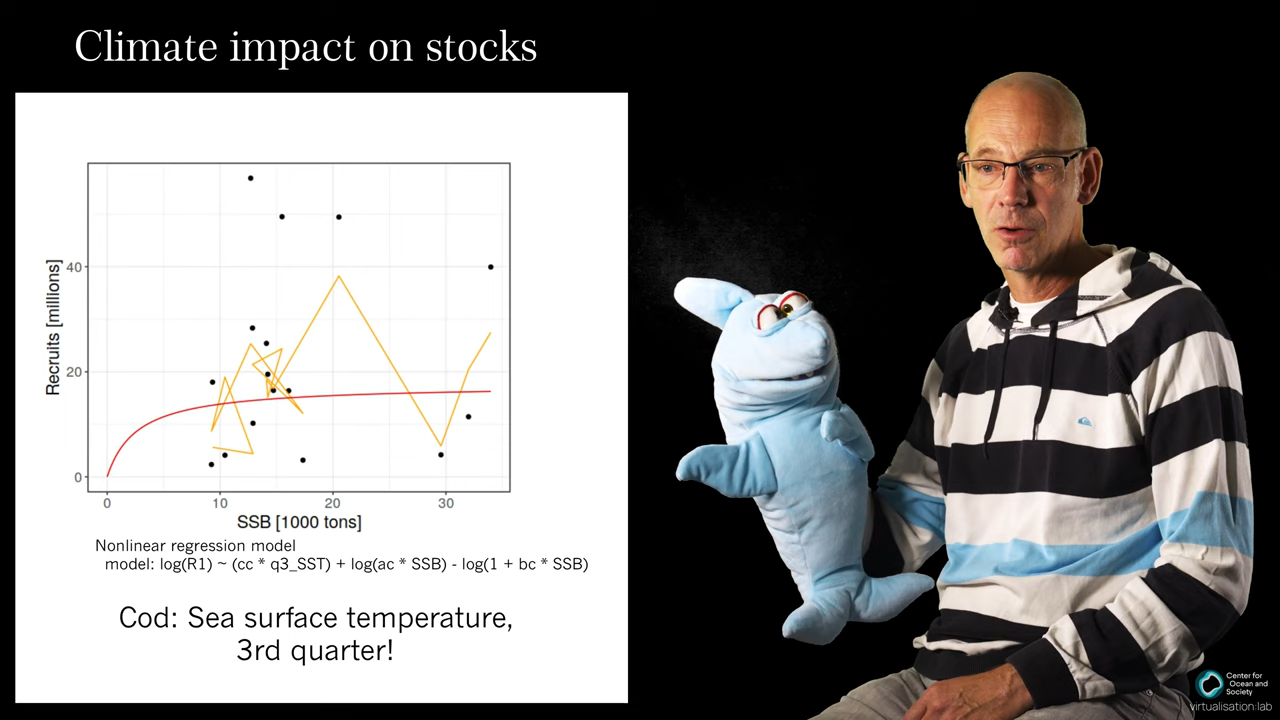 Climate impact on stocks
Recruits [millions]
40
20
0
0 10 20 30
SSB [1000 tons]
Nonlinear regression model
model: log(R1) ~ (cc * q3_SST) + log(ac * SSB) - log(1 + bc * SSB)
Cod: Sea surface temperature,
3rd quarter!
Center for
Ocean and
Society
virtualisation:lab